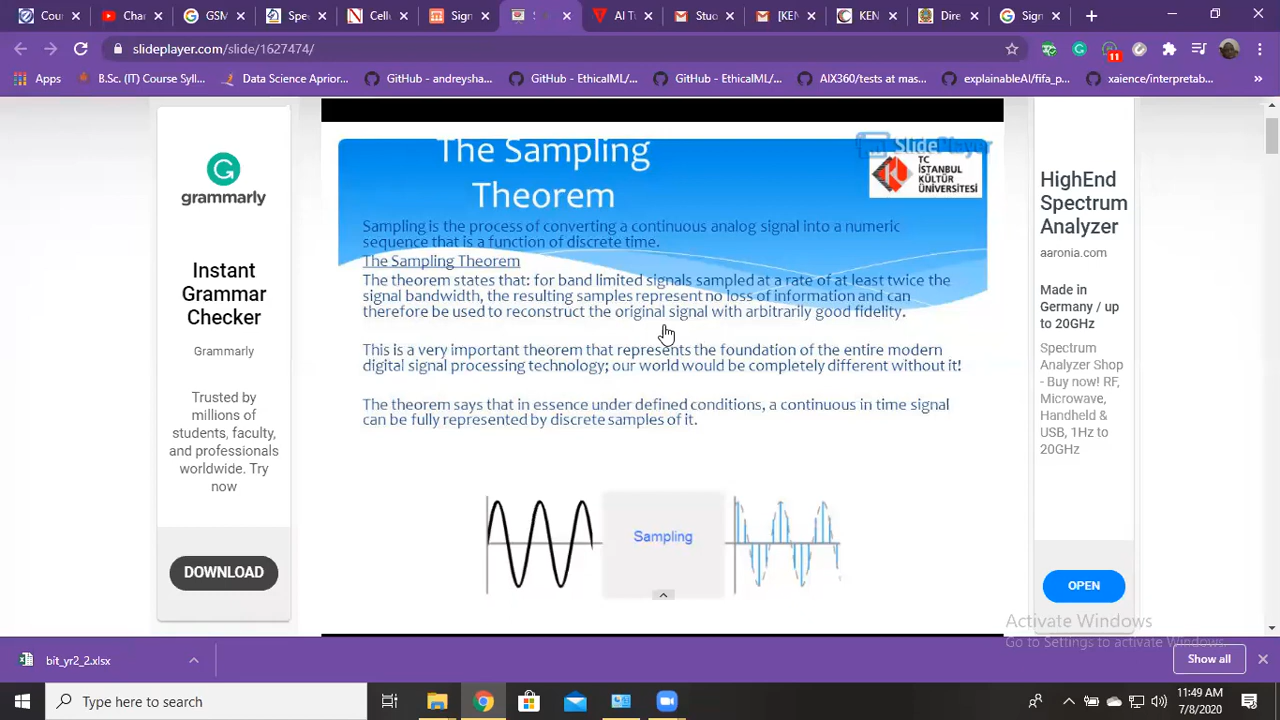 Cour
Char
GSM
Spe
Celle
Sign
S
AI Tu
Stud
[KEN
KEN
Dire
Sign
slideplayer.com/slide/1627474/
11
Apps
B.Sc. (IT) Course Syll...
Data Science Aprior...
GitHub - andreysha...
GitHub - EthicalML/...
GitHub - EthicalML/...
AIX360/tests at mas...
explainableAI/fifa_p...
xaience/interpretab...
»
grammarly
Instant
Grammar
Checker
Grammarly
Trusted by
millions of
students, faculty,
and professionals
worldwide. Try
now
DOWNLOAD
The Sampling
Theorem
SlidePlayer
TC
İSTANBUL
KÜLTÜR
ÜNİVERSİTESİ
Sampling is the process of converting a continuous analog signal into a numeric
sequence that is a function of discrete time.
The Sampling Theorem
The theorem states that: for band limited signals sampled at a rate of at least twice the
signal bandwidth, the resulting samples represent no loss of information and can
therefore be used to reconstruct the original signal with arbitrarily good fidelity.
This is a very important theorem that represents the foundation of the entire modern
digital signal processing technology; our world would be completely different without it!
The theorem says that in essence under defined conditions, a continuous in time signal
can be fully represented by discrete samples of it.
Sampling
HighEnd
Spectrum
Analyzer
aaronia.com
Made in
Germany / up
to 20GHz
Spectrum
Analyzer Shop
- Buy now! RF,
Microwave,
Handheld &
USB, 1Hz to
20GHz
OPEN
Activate Windows
Go to Settings to activate Windows.
bit_yr2_2.xlsx
Show all
Type here to search
11:49 AM
7/8/2020